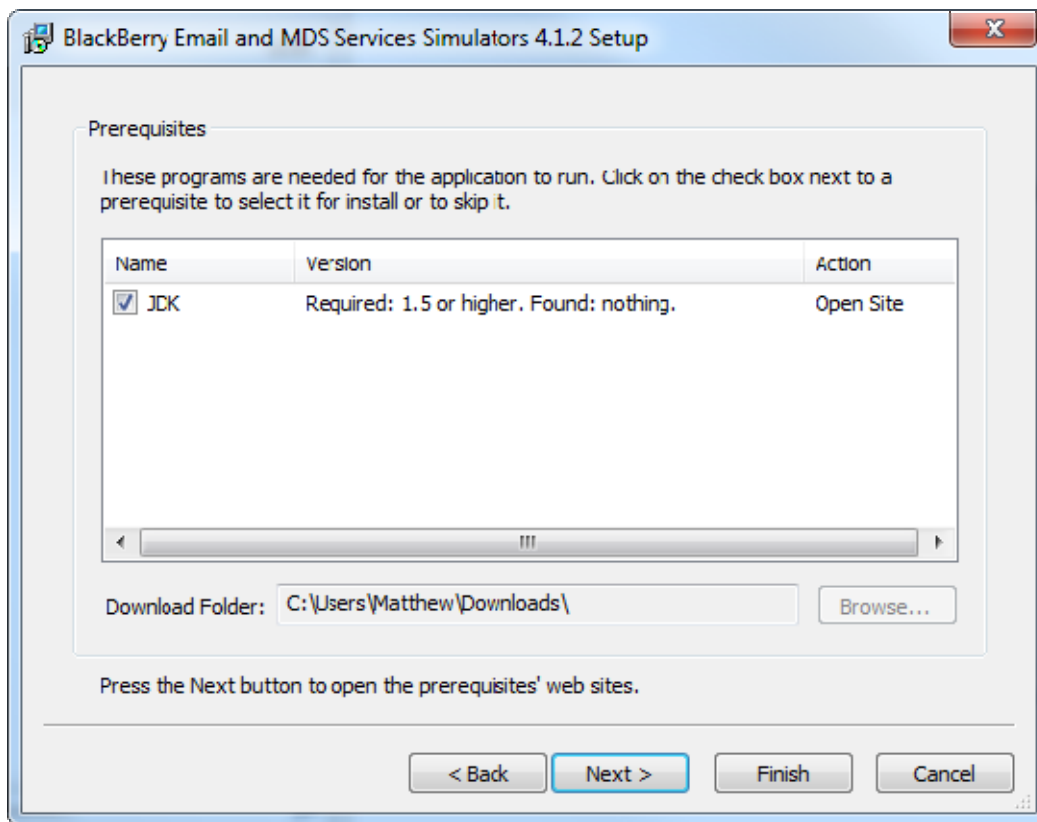 BlackBerry Email and MDS Services Simulators 4.1.2 Setup
Prerequisites
These programs are needed for the application to run. Click on the check box next to a
prerequisite to select it for install or to skip it.
Name Version Action
JDK Required: 1.5 or higher. Found: nothing. Open Site
Download Folder: C:\Users\Matthew\Downloads\ Browse...
Press the Next button to open the prerequisites' web sites.
< Back Next > Finish Cancel